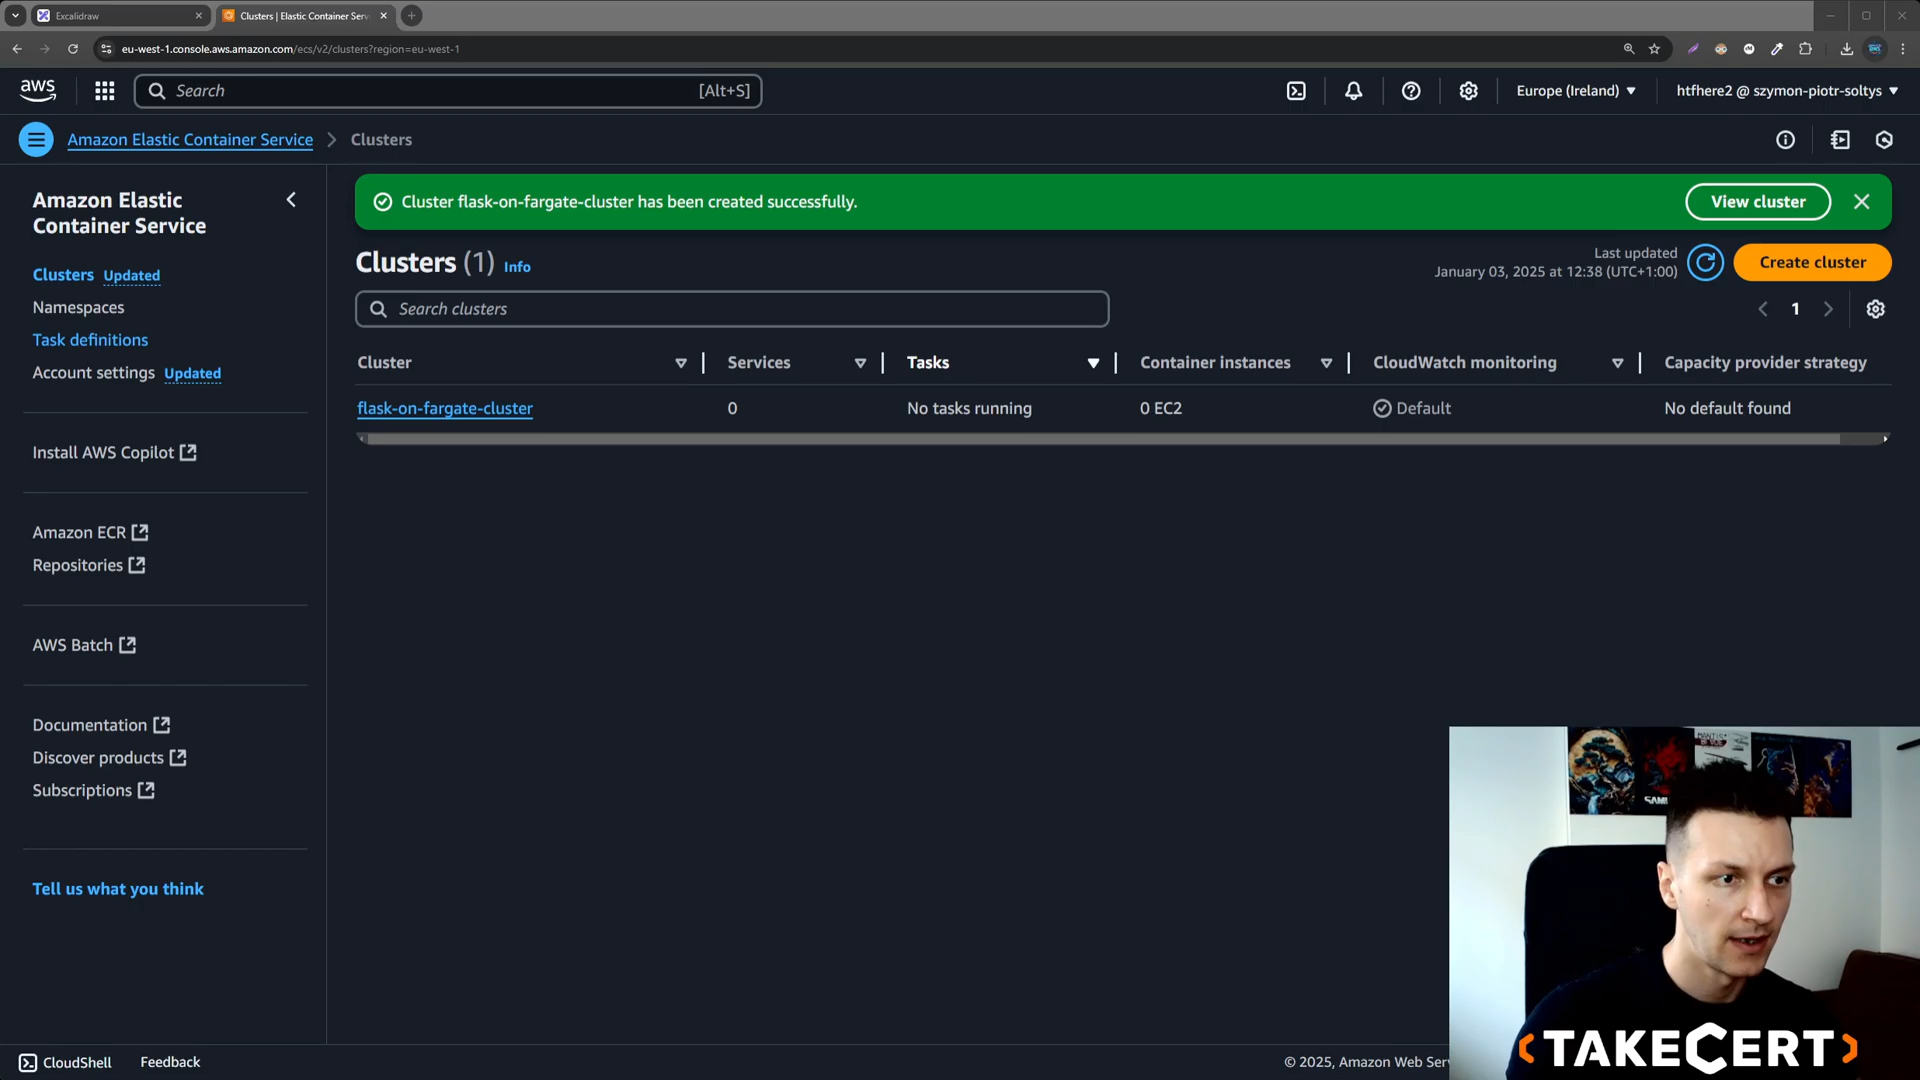 Excalidraw
Clusters | Elastic Container Serv
eu-west-1.console.aws.amazon.com/ecs/v2/clusters?region=eu-west-1
aws
Search
[Alt+S]
Europe (Ireland)
htfhere2 @ szymon-piotr-soltys
Amazon Elastic Container Service
Clusters
Amazon Elastic
Container Service
Clusters Updated
Namespaces
Task definitions
Account settings Updated
Install AWS Copilot
Amazon ECR
Repositories
AWS Batch
Documentation
Discover products
Subscriptions
Tell us what you think
Cluster flask-on-fargate-cluster has been created successfully.
View cluster
Clusters (1) Info
Last updated
January 03, 2025 at 12:38 (UTC+1:00)
Create cluster
Search clusters
1
Cluster Services Tasks Container instances CloudWatch monitoring Capacity provider strategy
flask-on-fargate-cluster 0 No tasks running 0 EC2 Default No default found
TAKECERT
CloudShell Feedback
© 2025, Amazon Web Serv